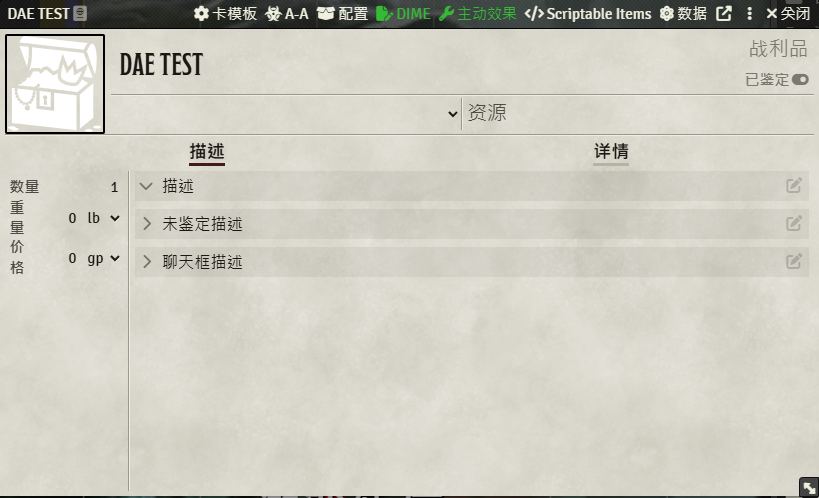 DAE TEST 卡模板 A-A 配置 DIME 主动效果 </> Scriptable Items 数据 关闭
DAE TEST
战利品
已鉴定
资源
描述 详情
数量 1
重量 0 lb
价格 0 gp
描述
未鉴定描述
聊天框描述